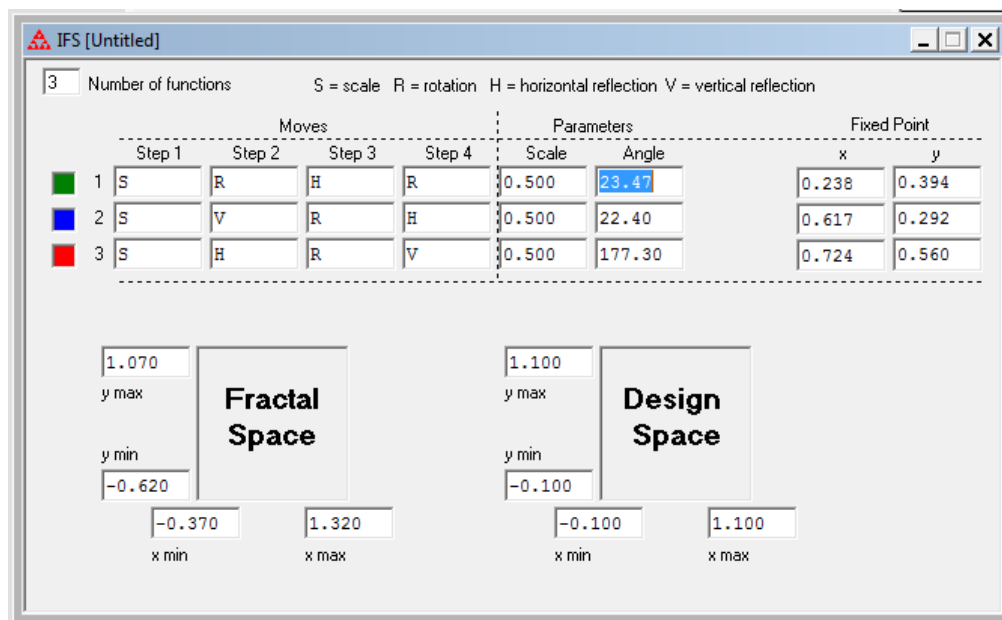 IFS [Untitled]
3 Number of functions S = scale R = rotation H = horizontal reflection V = vertical reflection
Moves Parameters Fixed Point
Step 1 Step 2 Step 3 Step 4 Scale Angle x y
1 S R H R 0.500 23.47 0.238 0.394
2 S V R H 0.500 22.40 0.617 0.292
3 S H R V 0.500 177.30 0.724 0.560
1.070 1.100
y max Fractal y max Design
Space Space
y min y min
-0.620 -0.100
-0.370 1.320 -0.100 1.100
x min x max x min x max